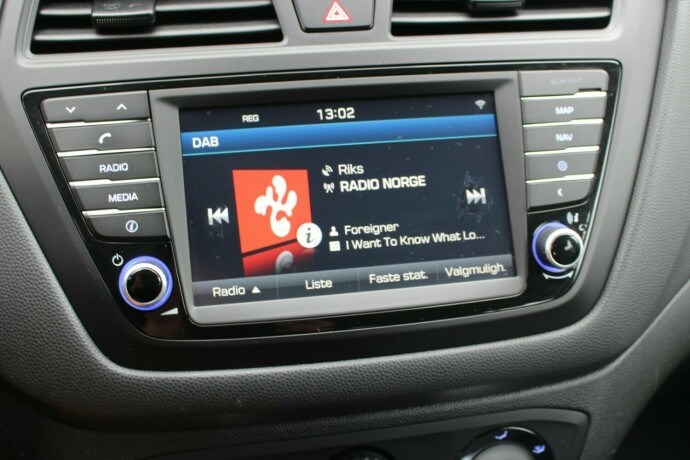 REG 13:02
DAB
Riks
RADIO NORGE
Foreigner
I Want To Know What Lo...
Radio ▲ Liste Faste stat. Valgmuligh.
RADIO
MEDIA
MAP
NAV